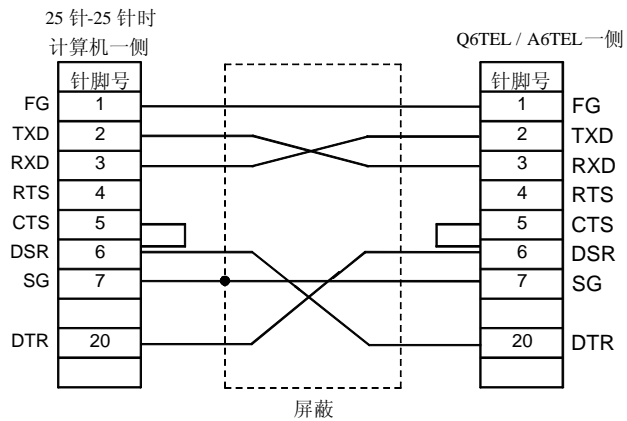 25 针-25 针时
计算机一侧
Q6TEL / A6TEL一侧
针脚号
针脚号
FG 1 1 FG
TXD 2 2 TXD
RXD 3 3 RXD
RTS 4 4 RTS
CTS 5 5 CTS
DSR 6 6 DSR
SG 7 7 SG
DTR 20 20 DTR
屏蔽